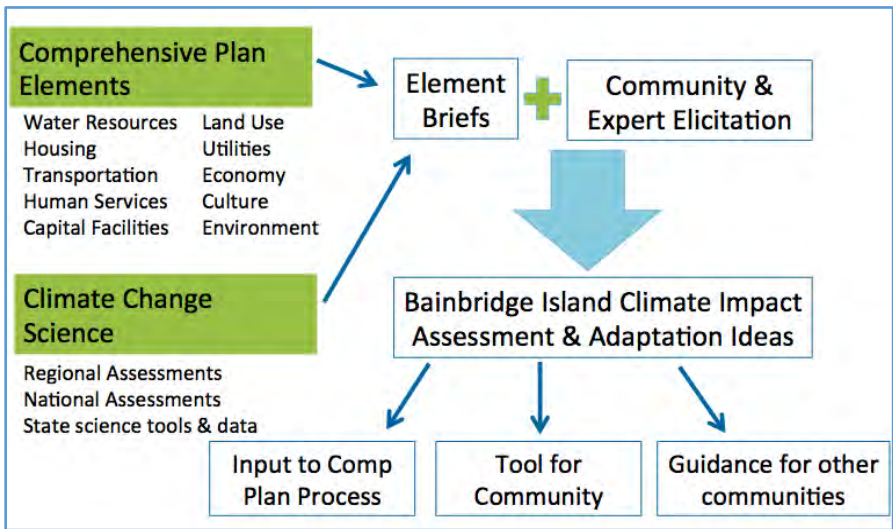 Comprehensive Plan
Elements
Water Resources
Housing
Transportation
Human Services
Capital Facilities
Land Use
Utilities
Economy
Culture
Environment
Climate Change
Science
Regional Assessments
National Assessments
State science tools & data
Element
Briefs
Community &
Expert Elicitation
Bainbridge Island Climate Impact
Assessment & Adaptation Ideas
Input to Comp
Plan Process
Tool for
Community
Guidance for other
communities